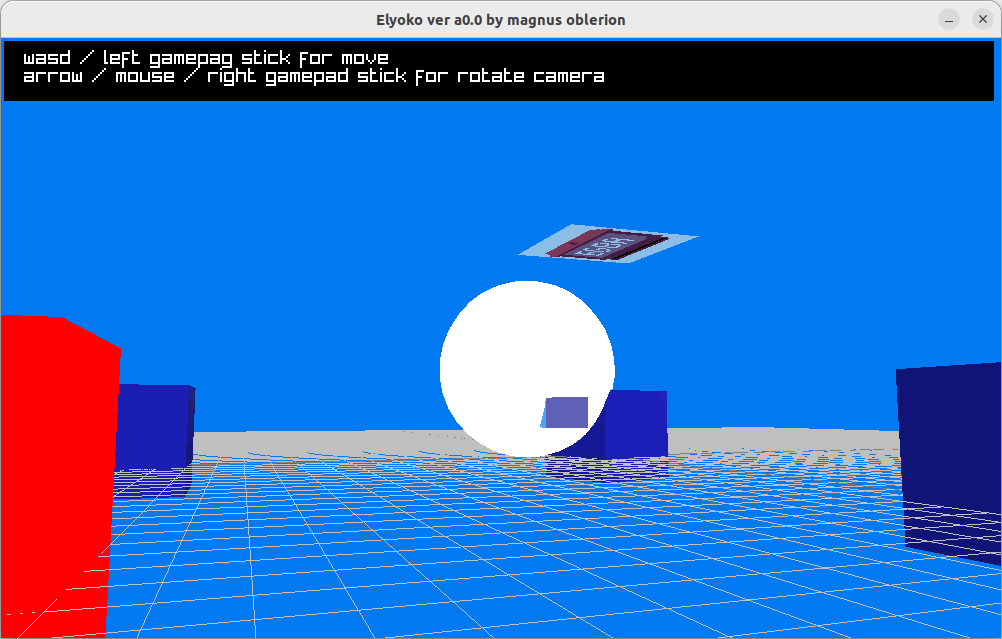 Elyoko ver a0.0 by magnus oblerion
wasd / left gamepag stick for move
arrow / mouse / right gamepad stick for rotate camera